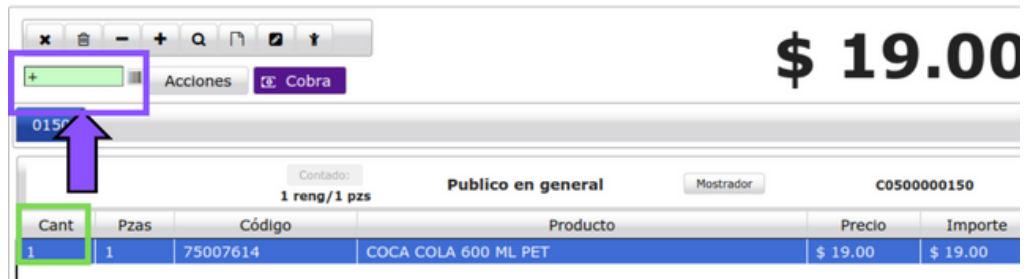 $ 19.00
+
Acciones
Cobra
0150
Contado:
1 reng/1 pzs
Publico en general
Mostrador
C0500000150
Cant Pzas Código Producto Precio Importe
1 1 75007614 COCA COLA 600 ML PET $ 19.00 $ 19.00